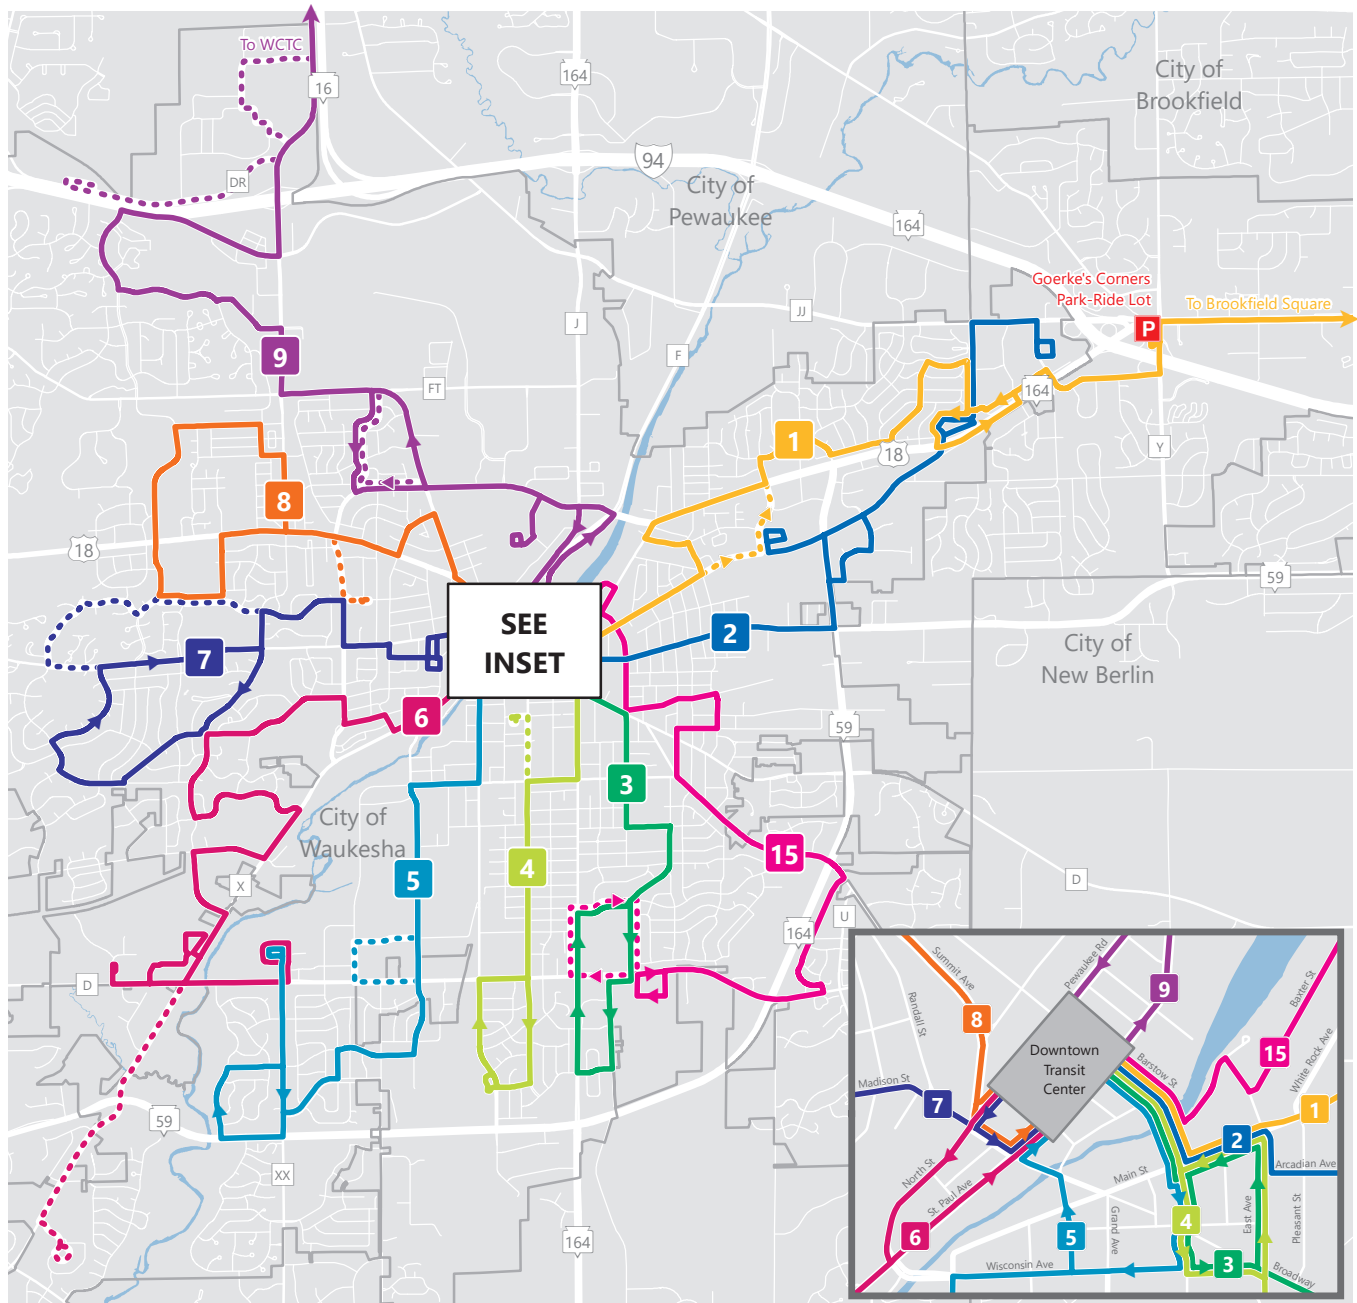 To WCTC
16
164
City of
Brookfield
94
DR
City of
Pewaukee
164
Goerke's Corners
Park-Ride Lot
To Brookfield Square
P
JJ
J
F
9
FT
164
1
18
Y
8
18
59
SEE
INSET
2
7
City of
New Berlin
6
59
3
City of
Waukesha
15
4
5
X
D
U
164
D
59
XX
164
Summit Ave
Pewaukee Rd
9
Randall St
8
Baxter St
Downtown
Transit
Center
15
White Rock Ave
Barstow St
Madison St
7
1
2
Arcadian Ave
North St
Main St
St. Paul Ave
Grand Ave
4
East Ave
Pleasant St
6
5
3
Wisconsin Ave
Broadway